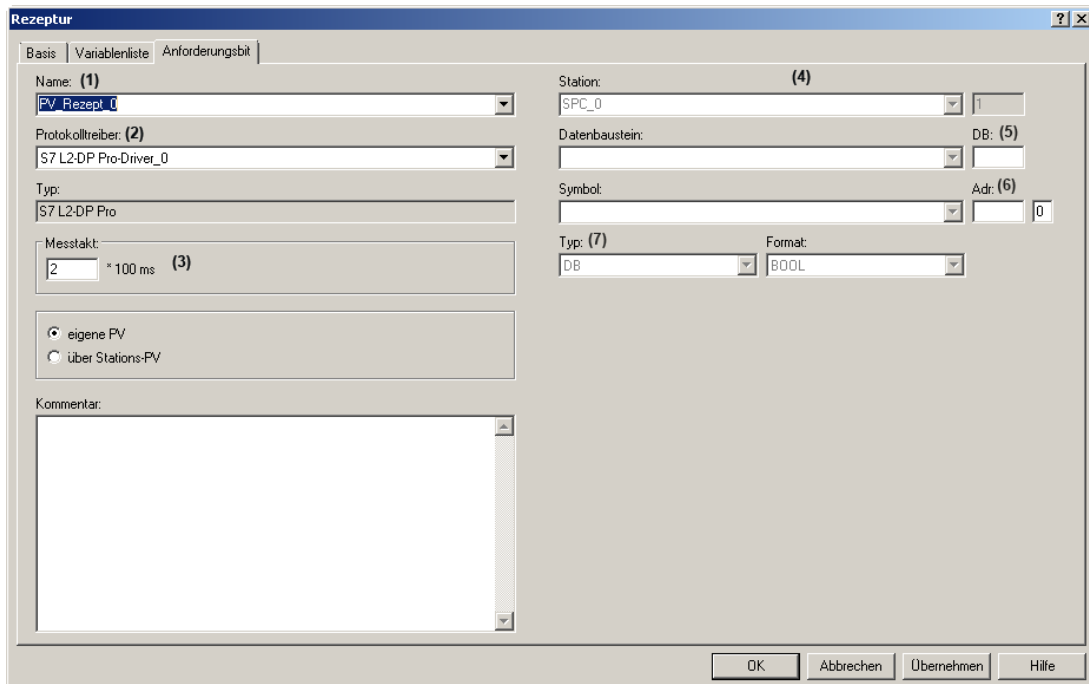 Rezeptur
Basis Variablenliste Anforderungsbit
Name: (1)
PV_Rezept_0
Protokolltreiber: (2)
S7 L2-DP Pro-Driver_0
Typ:
S7 L2-DP Pro
Messtakt:
2 * 100 ms (3)
eigene PV
über Stations-PV
Kommentar:
Station: (4)
SPC_0 1
Datenbaustein: DB: (5)
Symbol: Adr: (6)
0
Typ: (7) Format:
DB BOOL
OK Abbrechen Übernehmen Hilfe